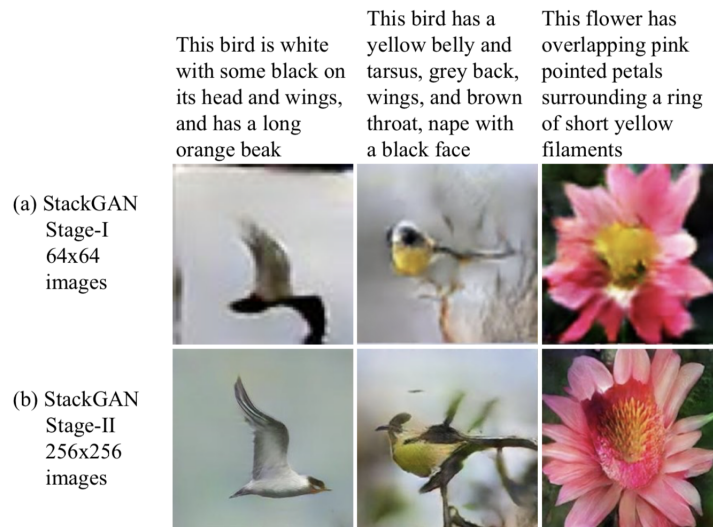 This bird is white
with some black on
its head and wings,
and has a long
orange beak
This bird has a
yellow belly and
tarsus, grey back,
wings, and brown
throat, nape with
a black face
This flower has
overlapping pink
pointed petals
surrounding a ring
of short yellow
filaments
(a) StackGAN
Stage-I
64x64
images
(b) StackGAN
Stage-II
256x256
images